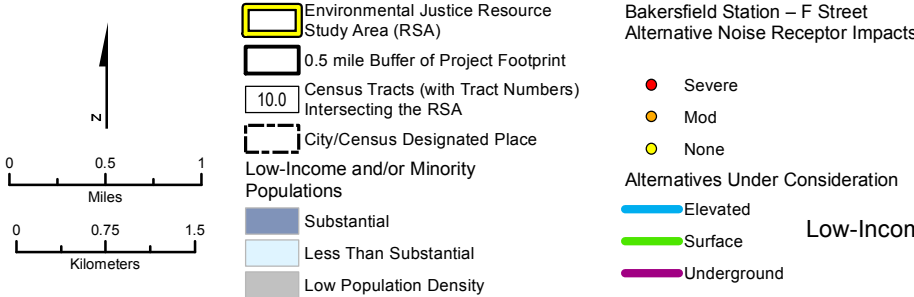 N
0 0.5 1
Miles
0 0.75 1.5
Kilometers
Environmental Justice Resource
Study Area (RSA)
0.5 mile Buffer of Project Footprint
10.0
Census Tracts (with Tract Numbers)
Intersecting the RSA
City/Census Designated Place
Low-Income and/or Minority
Populations
Substantial
Less Than Substantial
Low Population Density
Bakersfield Station – F Street
Alternative Noise Receptor Impacts
Severe
Mod
None
Alternatives Under Consideration
Elevated
Surface
Underground
Low-Incom